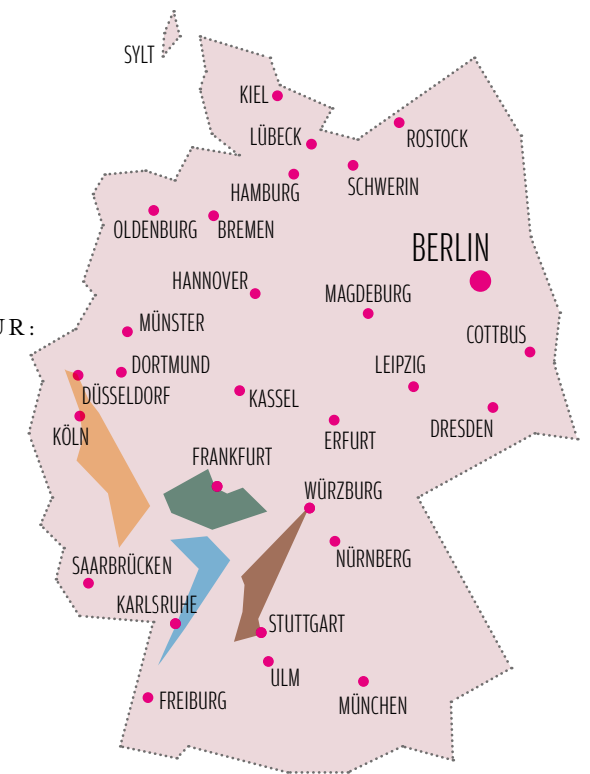 SYLT
KIEL
LÜBECK
ROSTOCK
HAMBURG
SCHWERIN
OLDENBURG
BREMEN
BERLIN
HANNOVER
MAGDEBURG
UR:
MÜNSTER
COTTBUS
DORTMUND
LEIPZIG
DÜSSELDORF
KASSEL
KÖLN
ERFURT
DRESDEN
FRANKFURT
WÜRZBURG
NÜRNBERG
SAARBRÜCKEN
KARLSRUHE
STUTTGART
ULM
FREIBURG
MÜNCHEN